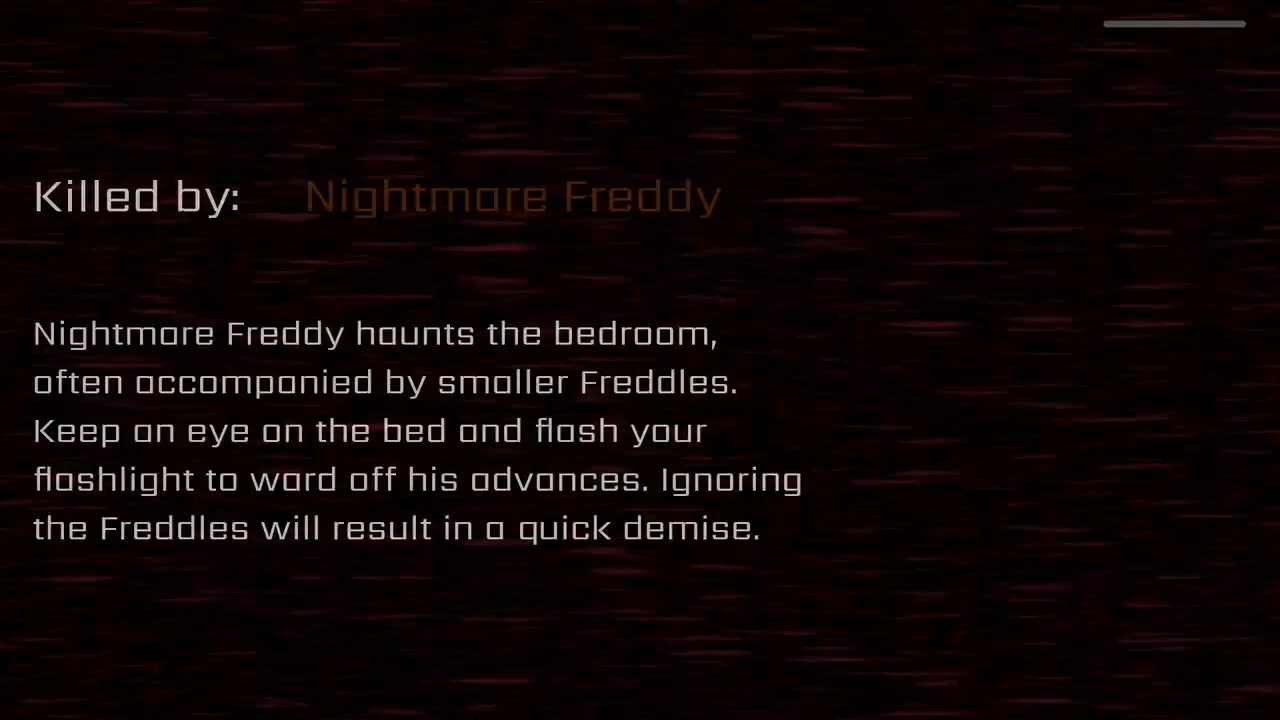 Killed by: Nightmare Freddy
Nightmare Freddy haunts the bedroom,
often accompanied by smaller Freddles.
Keep an eye on the bed and flash your
flashlight to ward off his advances. Ignoring
the Freddles will result in a quick demise.